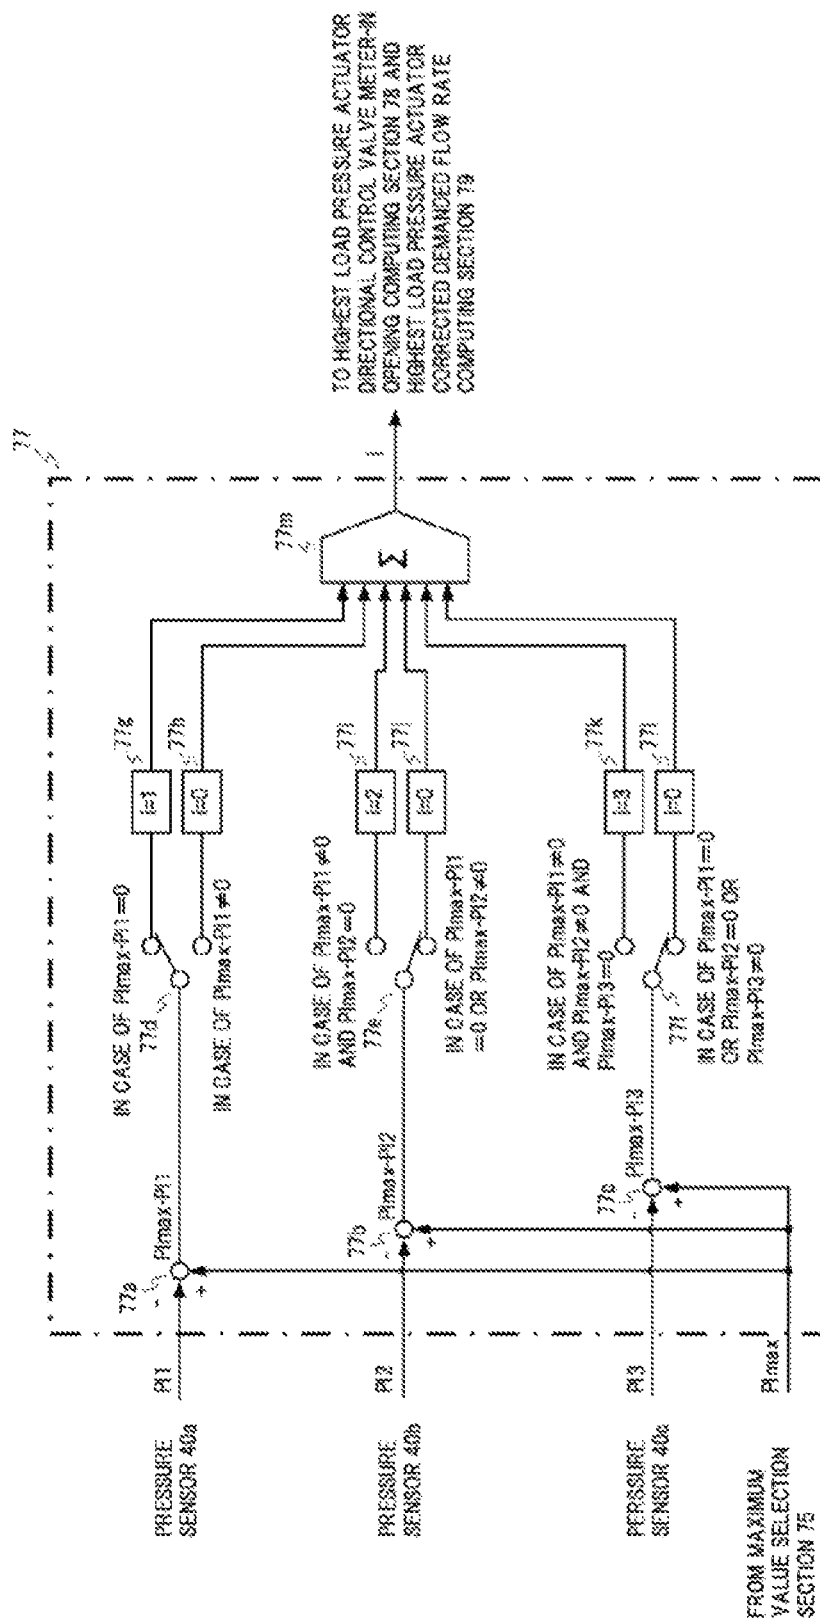 77
PRESSURE
SENSOR 40a
Pl1
77a
-
+
Plmax-Pl1
IN CASE OF Plmax-Pl1=0
77d
IN CASE OF Plmax-Pl1≠0
i=1
77g
i=0
77h
PRESSURE
SENSOR 40b
Pl2
77b
-
+
Plmax-Pl2
IN CASE OF Plmax-Pl1≠0
AND Plmax-Pl2=0
77e
IN CASE OF Plmax-Pl1
=0 OR Plmax-Pl2≠0
i=2
77i
i=0
77j
PERSSURE
Pl3
77c
-
+
Plmax-Pl3
IN CASE OF Plmax-Pl1≠0
AND Plmax-Pl2≠0 AND
Plmax-Pl3=0
77f
IN CASE OF Plmax-Pl1=0
OR Plmax-Pl2=0 OR
Plmax-Pl3≠0
i=3
77k
i=0
77l
FROM MAXIMUM
VALUE SELECTION
SECTION 75
Plmax
77m
Σ
i
TO HIGHEST LOAD PRESSURE ACTUATOR
DIRECTIONAL CONTROL VALVE METER-IN
OPENING COMPUTING SECTION 78 AND
HIGHEST LOAD PRESSURE ACTUATOR
CORRECTED DEMANDED FLOW RATE
COMPUTING SECTION 79